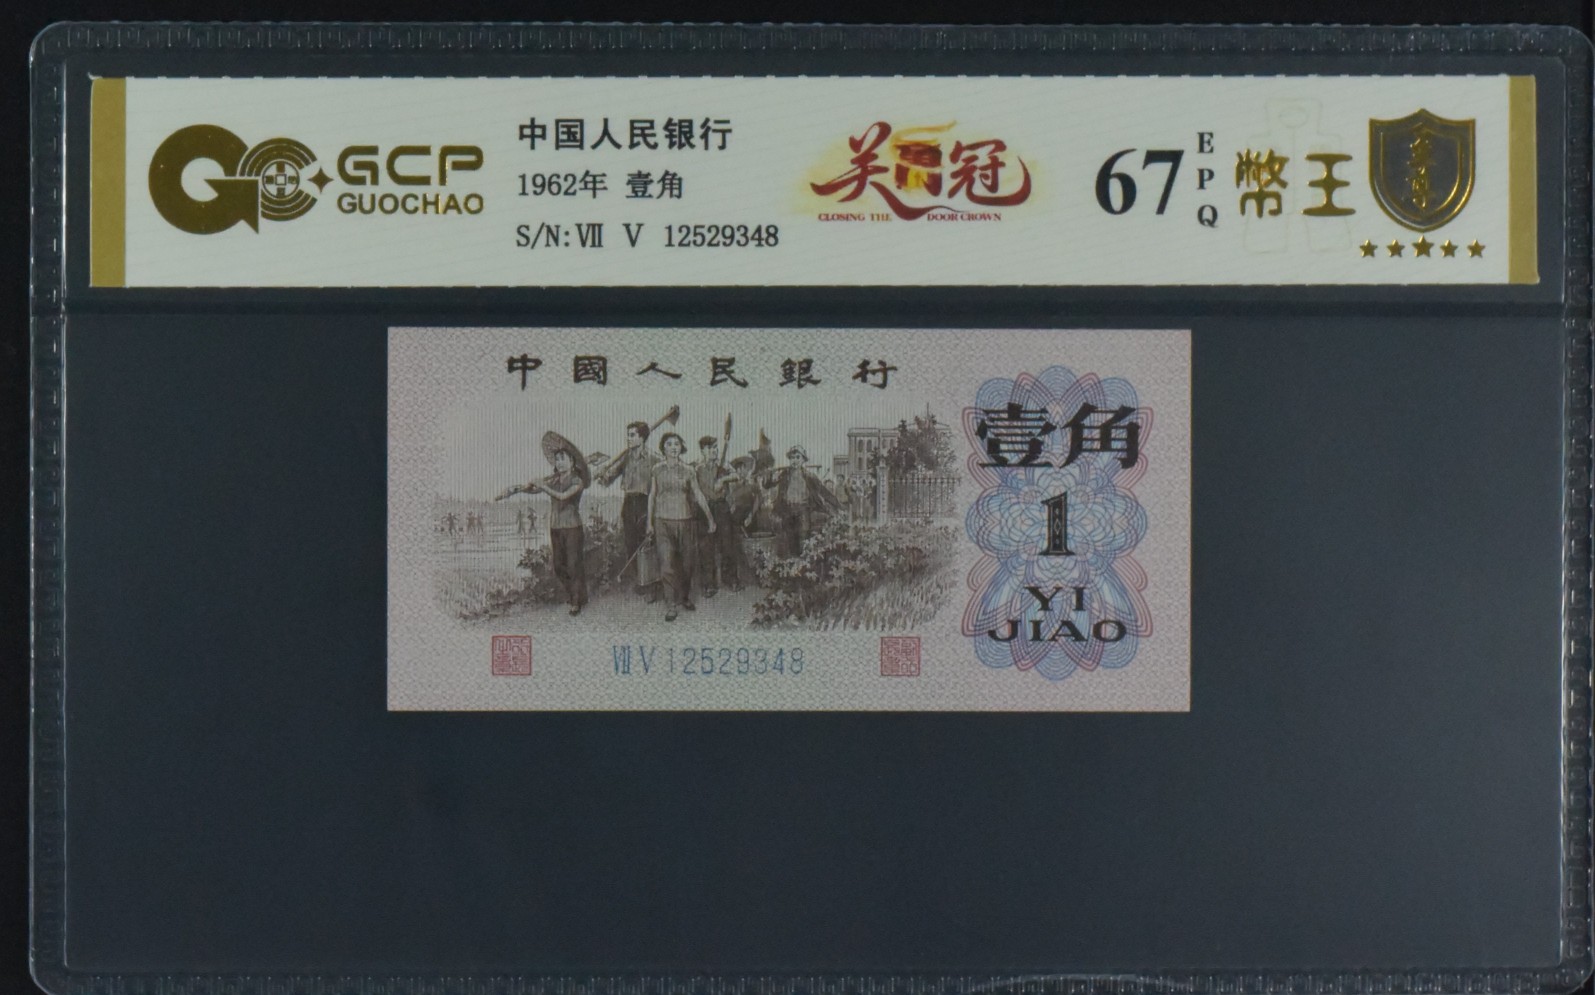 GCP
GUOCHAO
中国人民银行
1962年 壹角
S/N:Ⅶ Ⅴ 12529348
关门冠
CLOSING THE DOOR CROWN
67
EPQ
幣王
中國人民銀行
壹角
1
YI
JIAO
Ⅶ Ⅴ 12529348